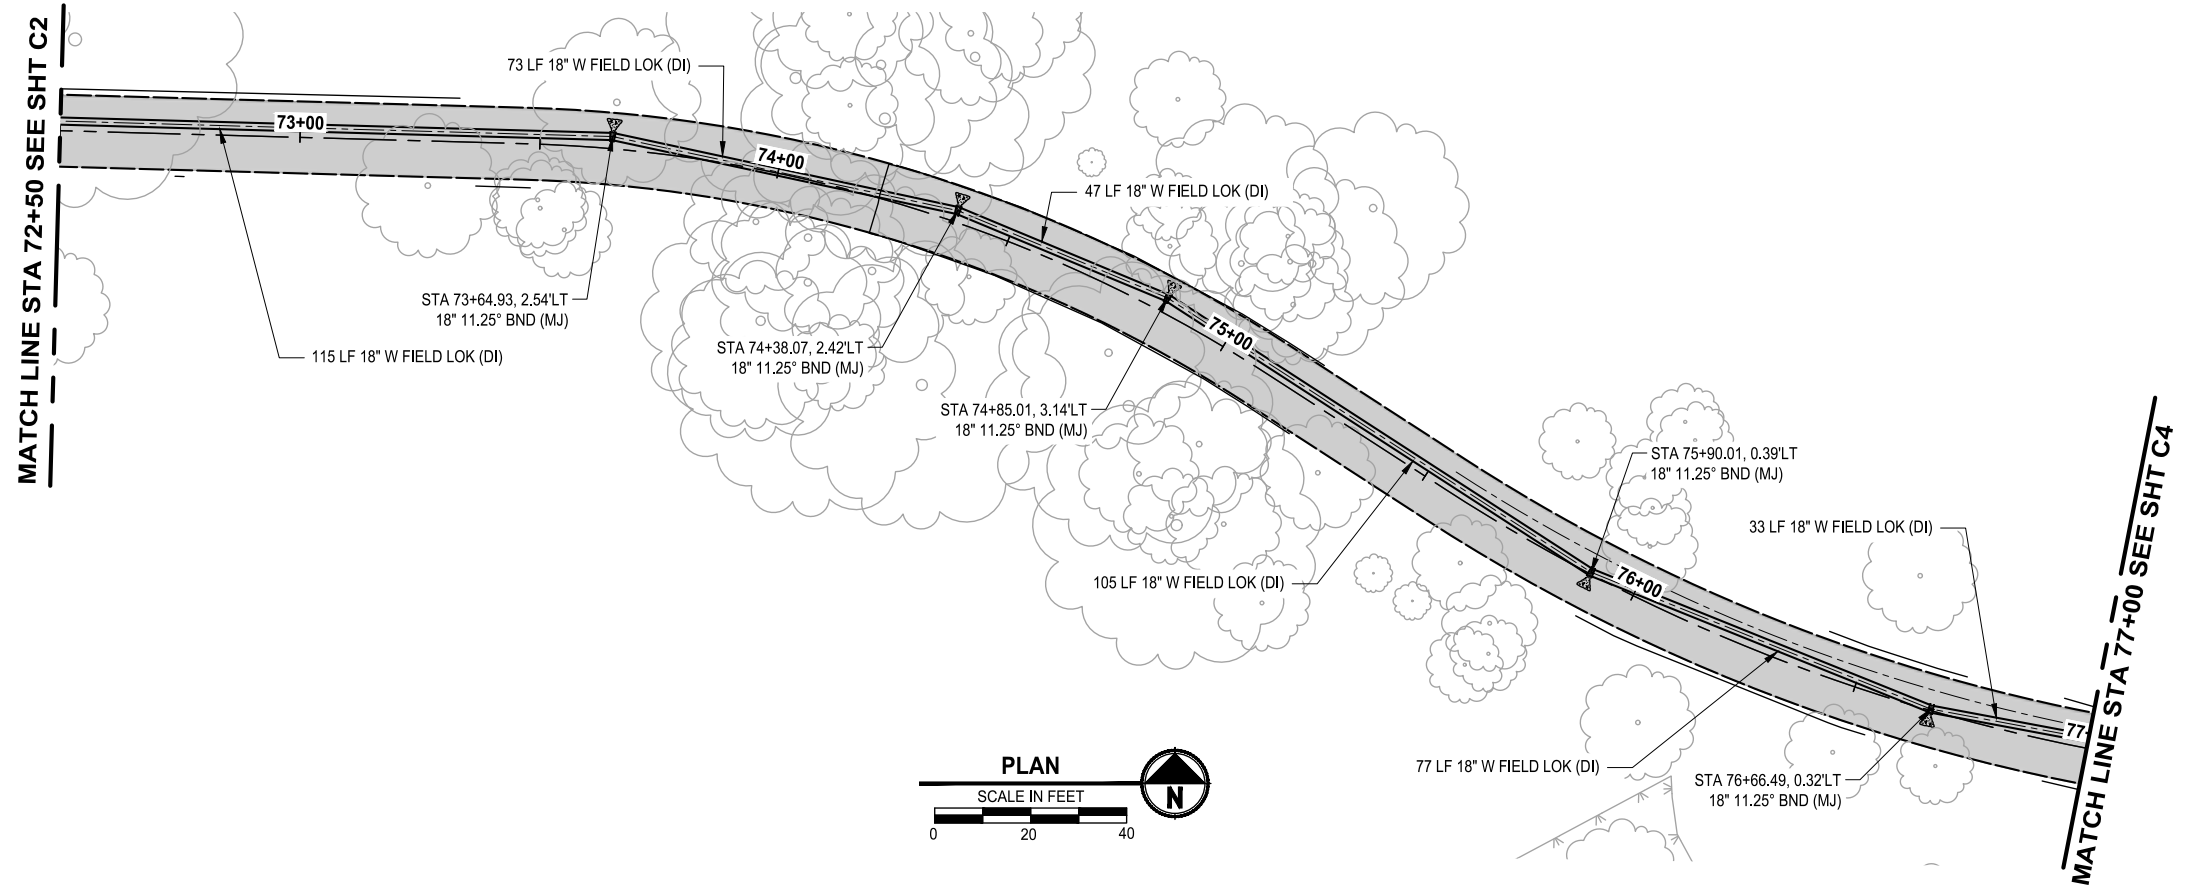 MATCH LINE STA 72+50 SEE SHT C2
73 LF 18" W FIELD LOK (DI)
73+00
74+00
47 LF 18" W FIELD LOK (DI)
STA 73+64.93, 2.54'LT
18" 11.25° BND (MJ)
115 LF 18" W FIELD LOK (DI)
STA 74+38.07, 2.42'LT
18" 11.25° BND (MJ)
75+00
STA 74+85.01, 3.14'LT
18" 11.25° BND (MJ)
STA 75+90.01, 0.39'LT
18" 11.25° BND (MJ)
33 LF 18" W FIELD LOK (DI)
105 LF 18" W FIELD LOK (DI)
76+00
77 LF 18" W FIELD LOK (DI)
STA 76+66.49, 0.32'LT
18" 11.25° BND (MJ)
77
MATCH LINE STA 77+00 SEE SHT C4
PLAN
SCALE IN FEET
0 20 40
N